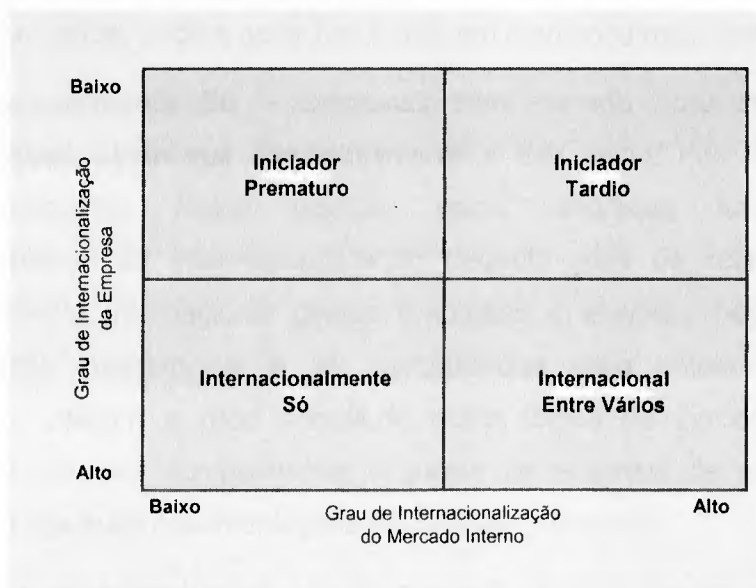 Baixo
Iniciador
Prematuro
Iniciador
Tardio
Grau de Internacionalização
da Empresa
Internacionalmente
Só
Internacional
Entre Vários
Alto
Baixo
Grau de Internacionalização
do Mercado Interno
Alto